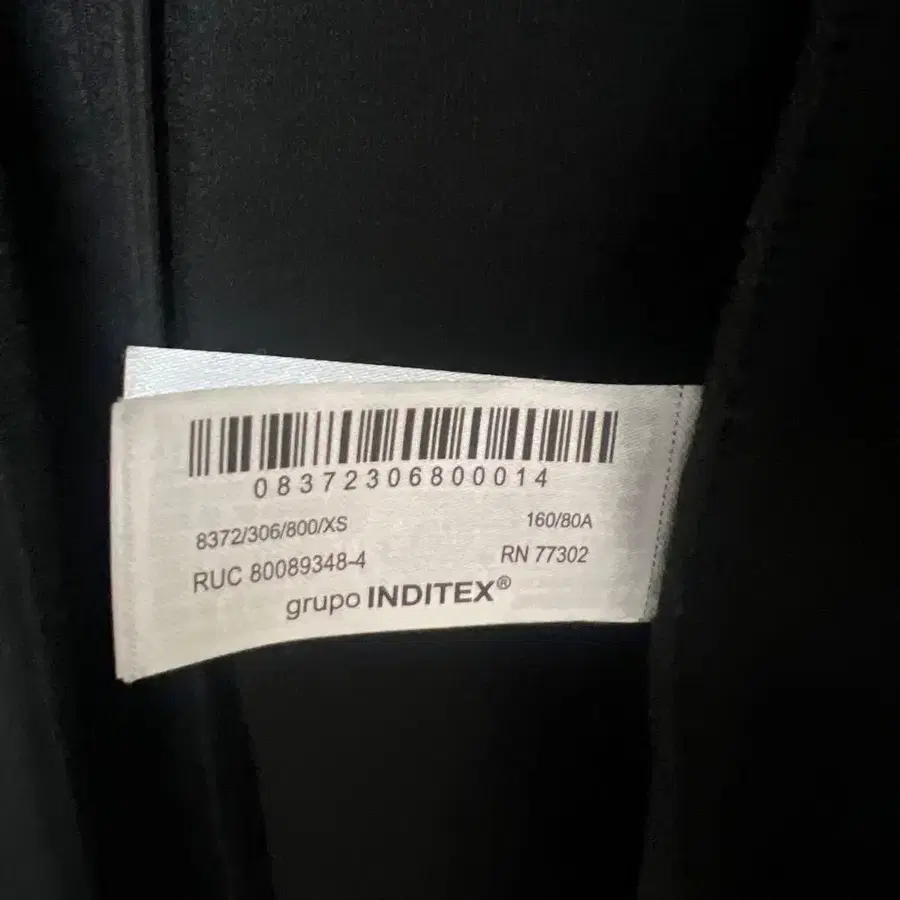 08372306800014
8372/306/800/XS 160/80A
RUC 80089348-4 RN 77302
grupo INDITEX®